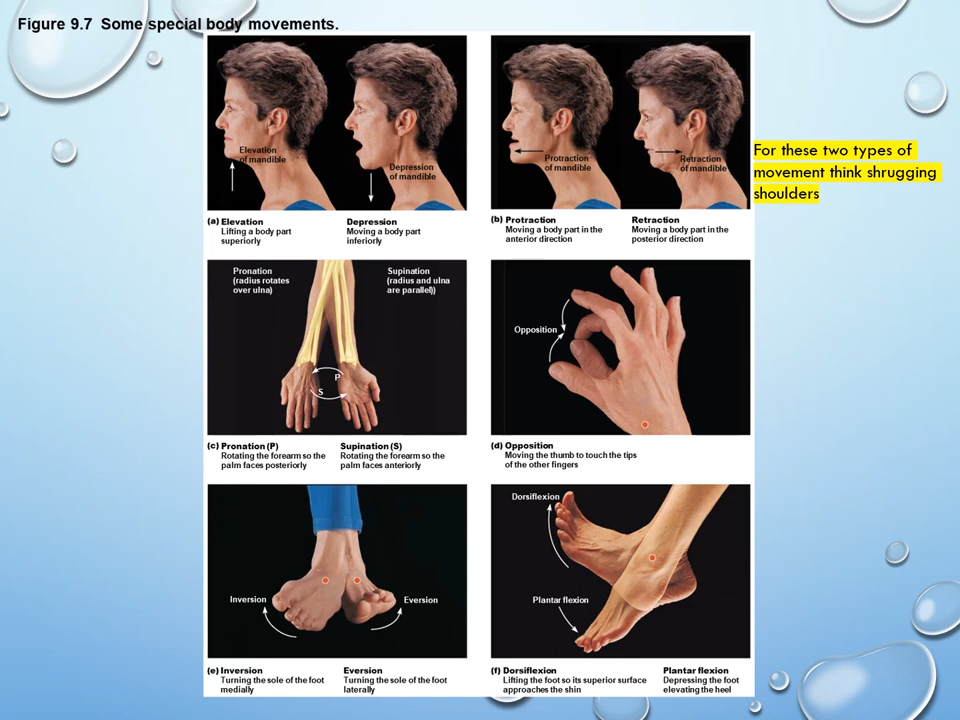 Figure 9.7  Some special body movements.
Elevation
of mandible
Depression
of mandible
Protraction
of mandible
Retraction
of mandible
For these two types of
movement think shrugging
shoulders
(a) Elevation
Lifting a body part
superiorly
Depression
Moving a body part
inferiorly
(b) Protraction
Moving a body part in the
anterior direction
Retraction
Moving a body part in the
posterior direction
Pronation
(radius rotates
over ulna)
Supination
(radius and ulna
are parallel))
P
S
Opposition
(c) Pronation (P)
Rotating the forearm so the
palm faces posteriorly
Supination (S)
Rotating the forearm so the
palm faces anteriorly
(d) Opposition
Moving the thumb to touch the tips
of the other fingers
Inversion
Eversion
Dorsiflexion
Plantar flexion
(e) Inversion
Turning the sole of the foot
medially
Eversion
Turning the sole of the foot
laterally
(f) Dorsiflexion
Lifting the foot so its superior surface
approaches the shin
Plantar flexion
Depressing the foot
elevating the heel